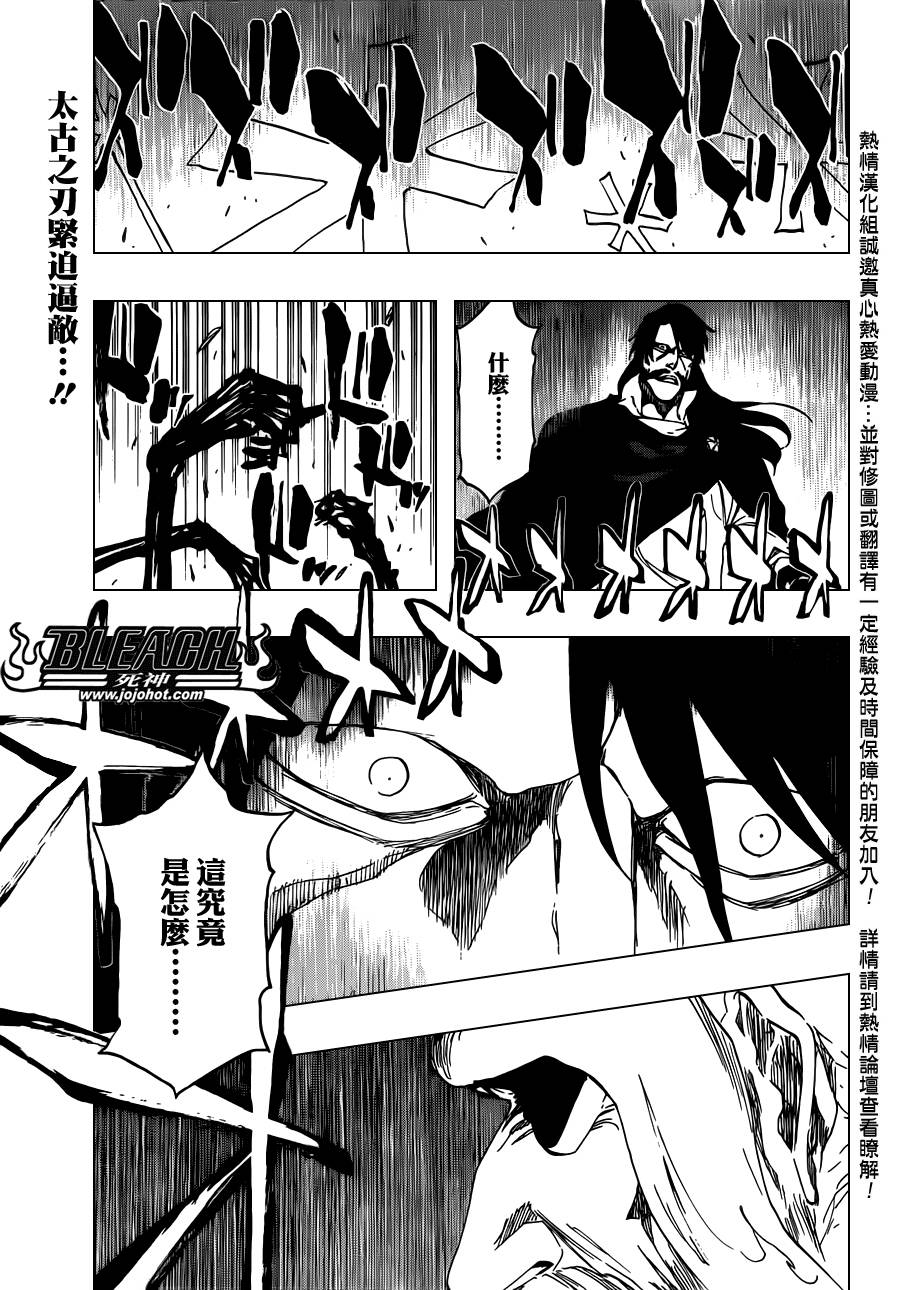 熱情漢化組誠邀真心熱愛動漫…並對修圖或翻譯有一定經驗及時間保障的朋友加入！ 詳情請到熱情論壇查看瞭解！
太古之刃緊迫逼敵…!!
什麼………
BLEACH
死神
www.jojohot.com
這究竟
是怎麼………